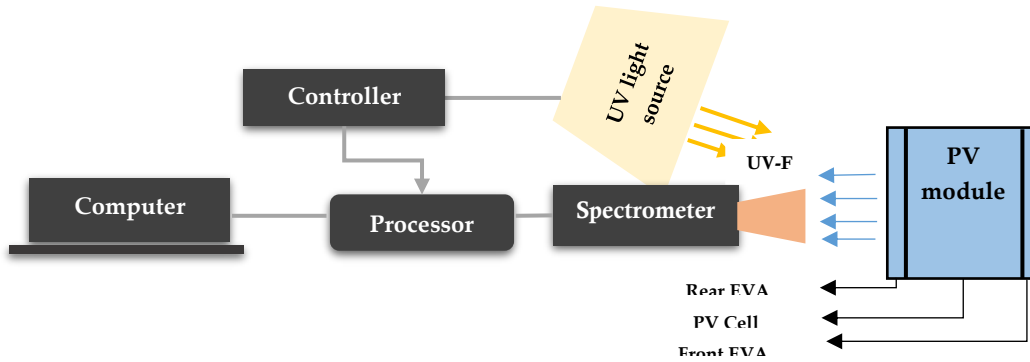 UV light
source
Controller
UV-F
PV
module
Computer
Processor
Spectrometer
Rear EVA
PV Cell
Front EVA